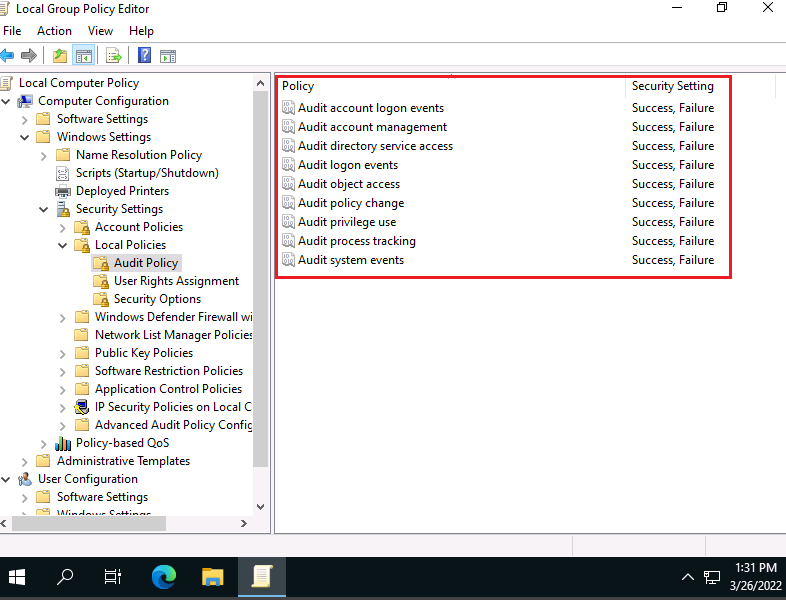 Local Group Policy Editor
File Action View Help
Local Computer Policy
Computer Configuration
Software Settings
Windows Settings
Name Resolution Policy
Scripts (Startup/Shutdown)
Deployed Printers
Security Settings
Account Policies
Local Policies
Audit Policy
User Rights Assignment
Security Options
Windows Defender Firewall wi
Network List Manager Policies
Public Key Policies
Software Restriction Policies
Application Control Policies
IP Security Policies on Local C
Advanced Audit Policy Config
Policy-based QoS
Administrative Templates
User Configuration
Software Settings
Windows Settings
Policy Security Setting
Audit account logon events Success, Failure
Audit account management Success, Failure
Audit directory service access Success, Failure
Audit logon events Success, Failure
Audit object access Success, Failure
Audit policy change Success, Failure
Audit privilege use Success, Failure
Audit process tracking Success, Failure
Audit system events Success, Failure
1:31 PM
3/26/2022